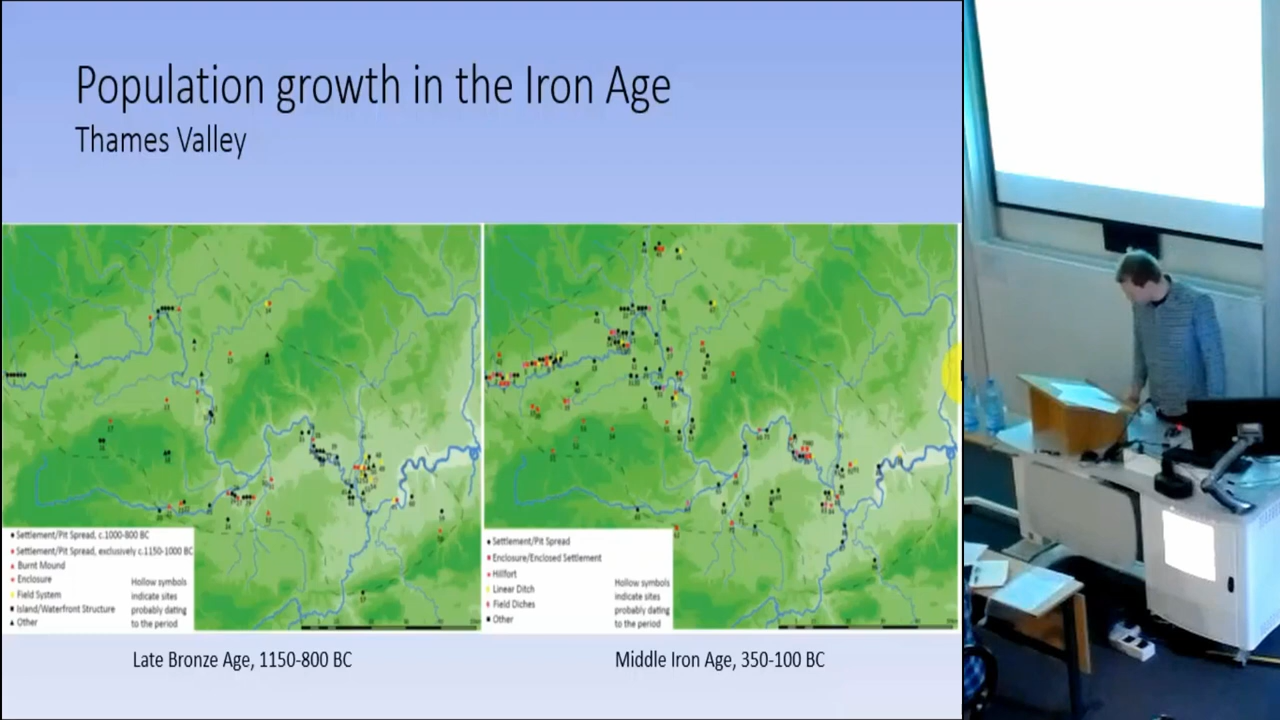 Population growth in the Iron Age
Thames Valley
Settlement/Pit Spread, c.1000-800 BC
Settlement/Pit Spread, exclusively c.1150-1000 BC
Burnt Mound
Enclosure
Field System
Island/Waterfront Structure
Other
Hollow symbols
indicate sites
probably dating
to the period
Settlement/Pit Spread
Enclosure/Enclosed Settlement
Hillfort
Linear Ditch
Field Diches
Other
Hollow symbols
indicate sites
probably dating
to the period
Late Bronze Age, 1150-800 BC
Middle Iron Age, 350-100 BC